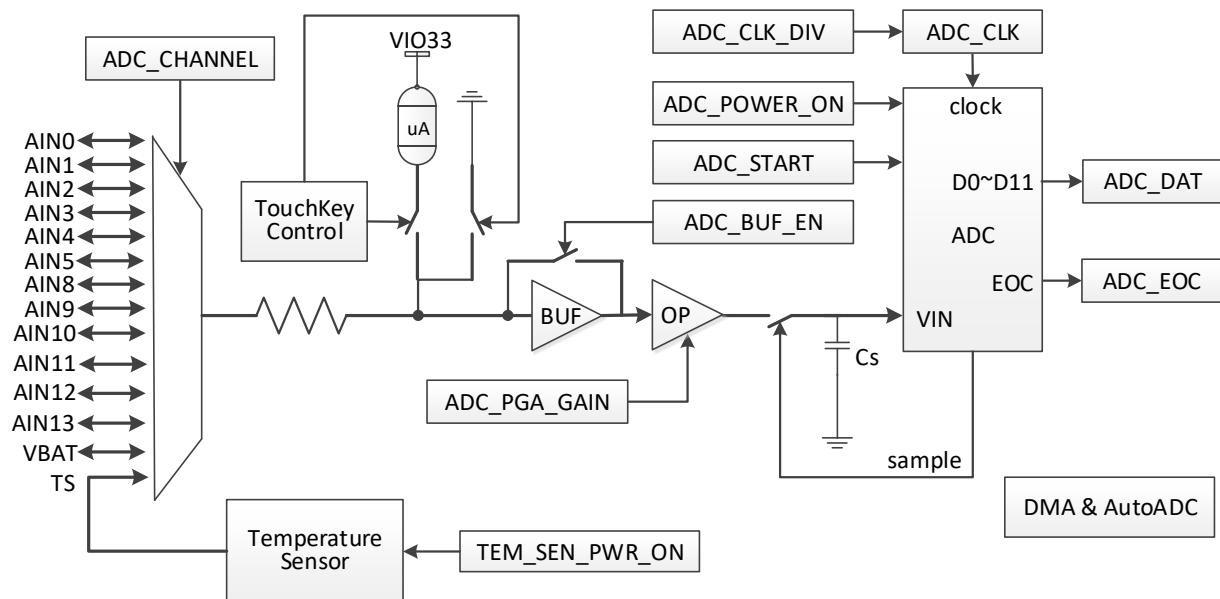 ADC_CHANNEL
VIO33
uA
TouchKey
Control
ADC_CLK_DIV
ADC_CLK
ADC_POWER_ON
ADC_START
ADC_BUF_EN
clock
D0~D11
ADC
EOC
VIN
ADC_DAT
ADC_EOC
AIN0
AIN1
AIN2
AIN3
AIN4
AIN5
AIN8
AIN9
AIN10
AIN11
AIN12
AIN13
VBAT
TS
BUF
OP
Cs
ADC_PGA_GAIN
sample
Temperature
Sensor
TEM_SEN_PWR_ON
DMA & AutoADC